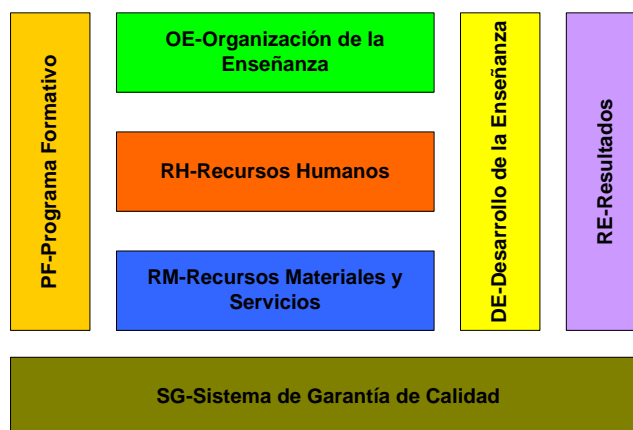 PF-Programa Formativo
OE-Organización de la
Enseñanza
RH-Recursos Humanos
RM-Recursos Materiales y
Servicios
DE-Desarrollo de la Enseñanza
RE-Resultados
SG-Sistema de Garantía de Calidad